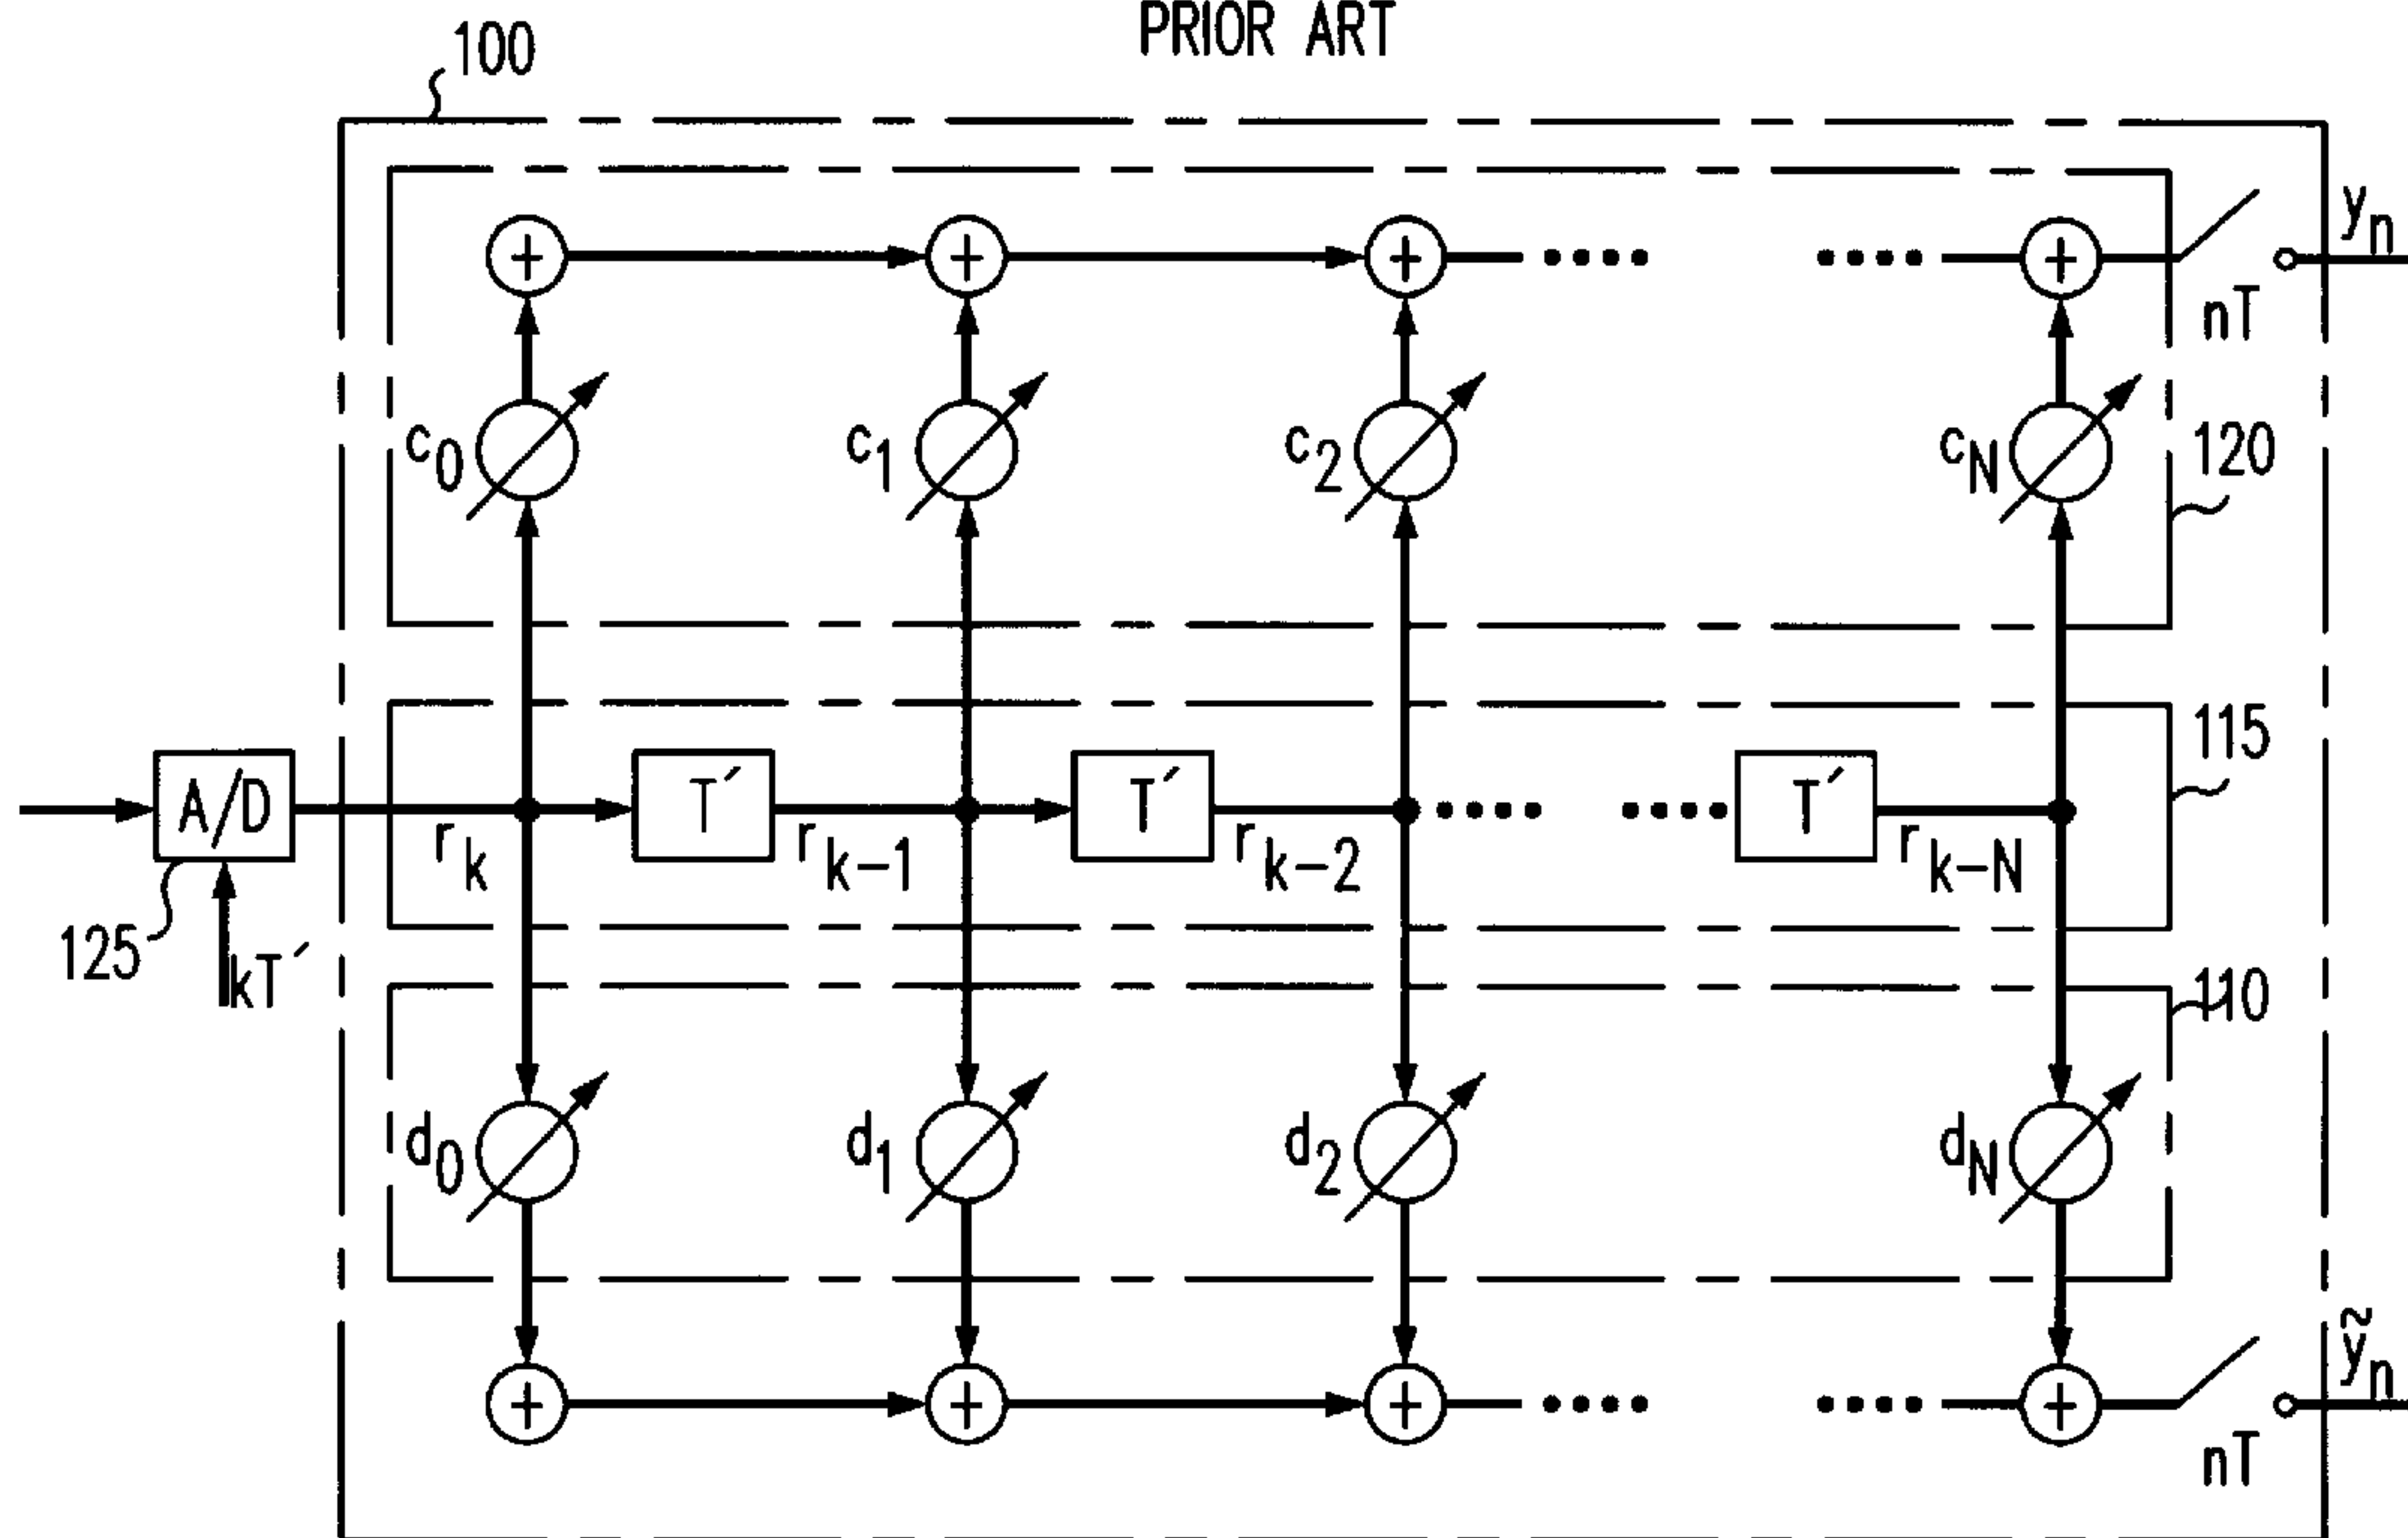 PRIOR ART
100
yn
+ + + +
nT
c0 c1 c2 cN
120
115
A/D T′ T′ T′
rk rk−1 rk−2 rk−N
125
kT′
110
d0 d1 d2 dN
ỹn
+ + + +
nT